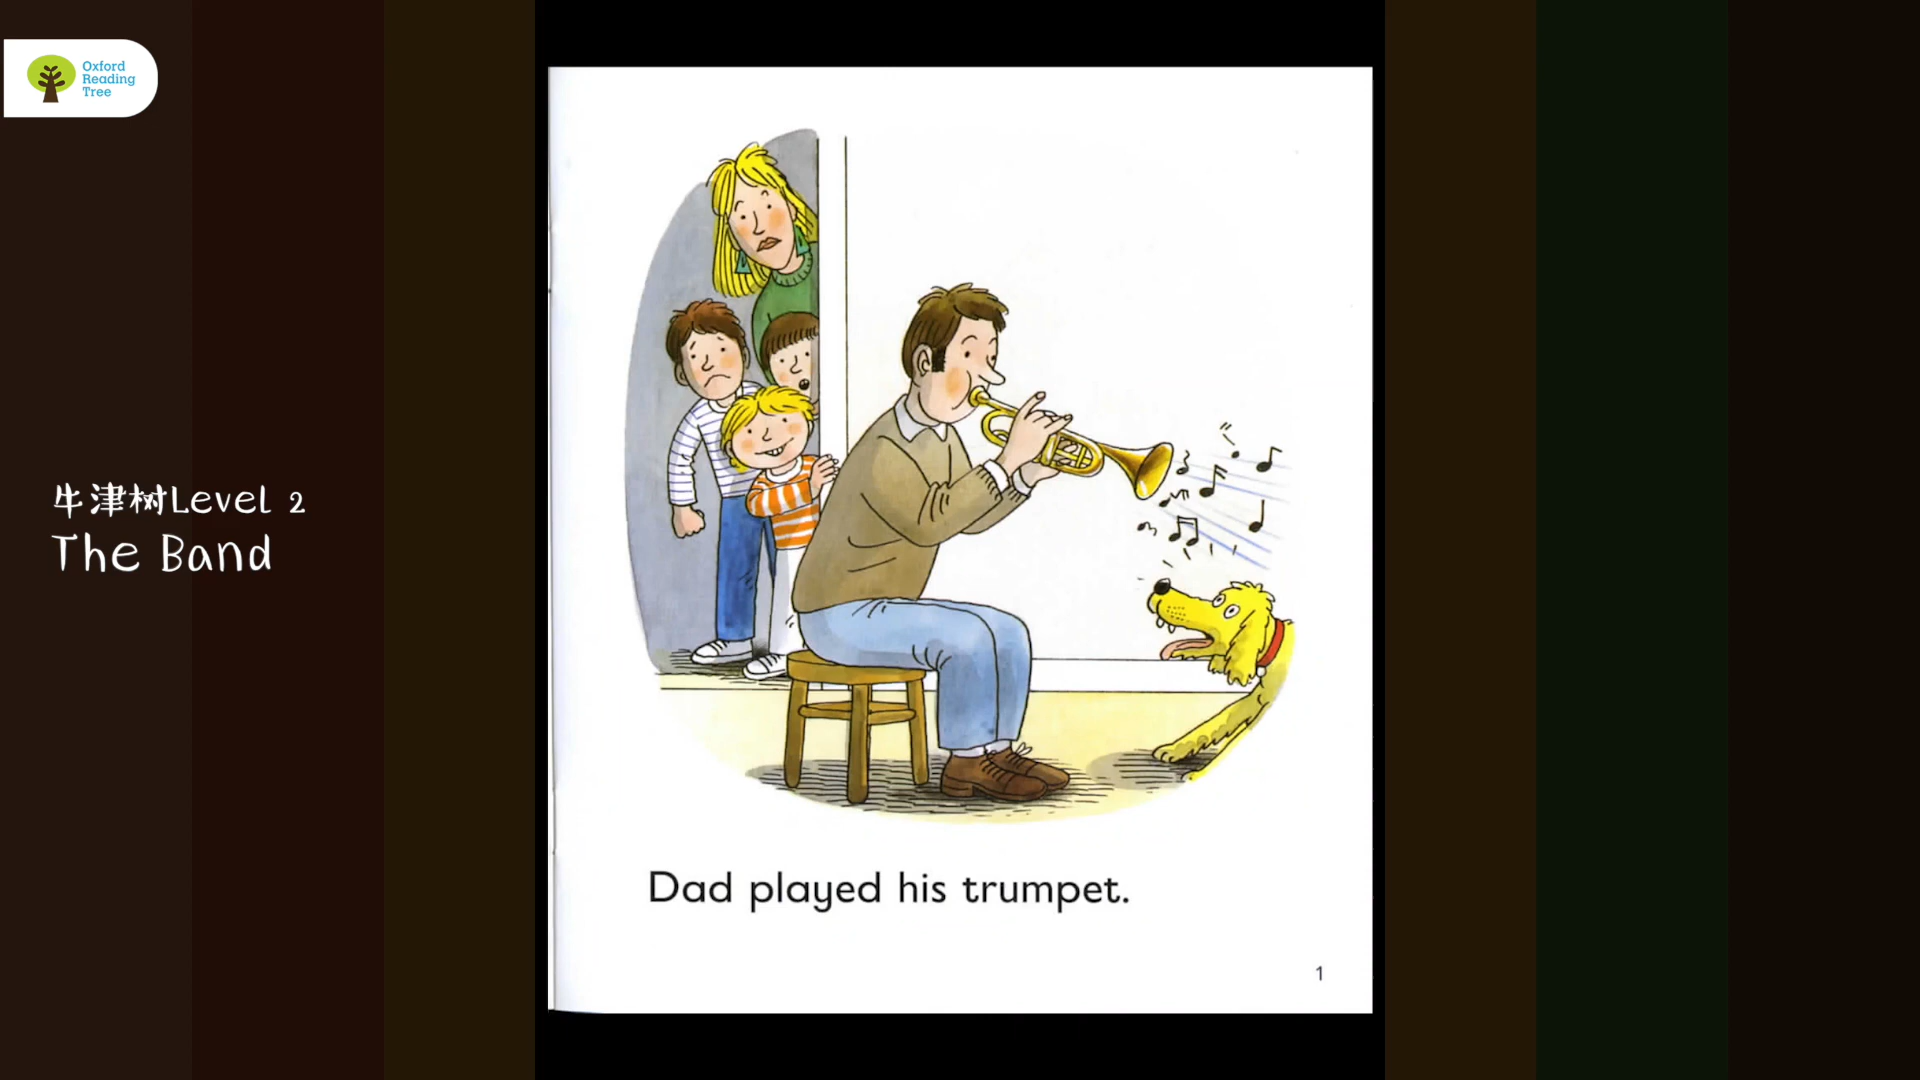 Oxford
Reading
Tree
牛津树Level 2
The Band
Dad played his trumpet.
1